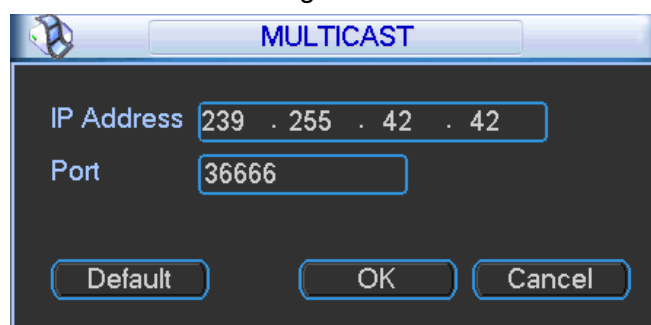 MULTICAST
IP Address 239 . 255 . 42 . 42
Port 36666
Default OK Cancel